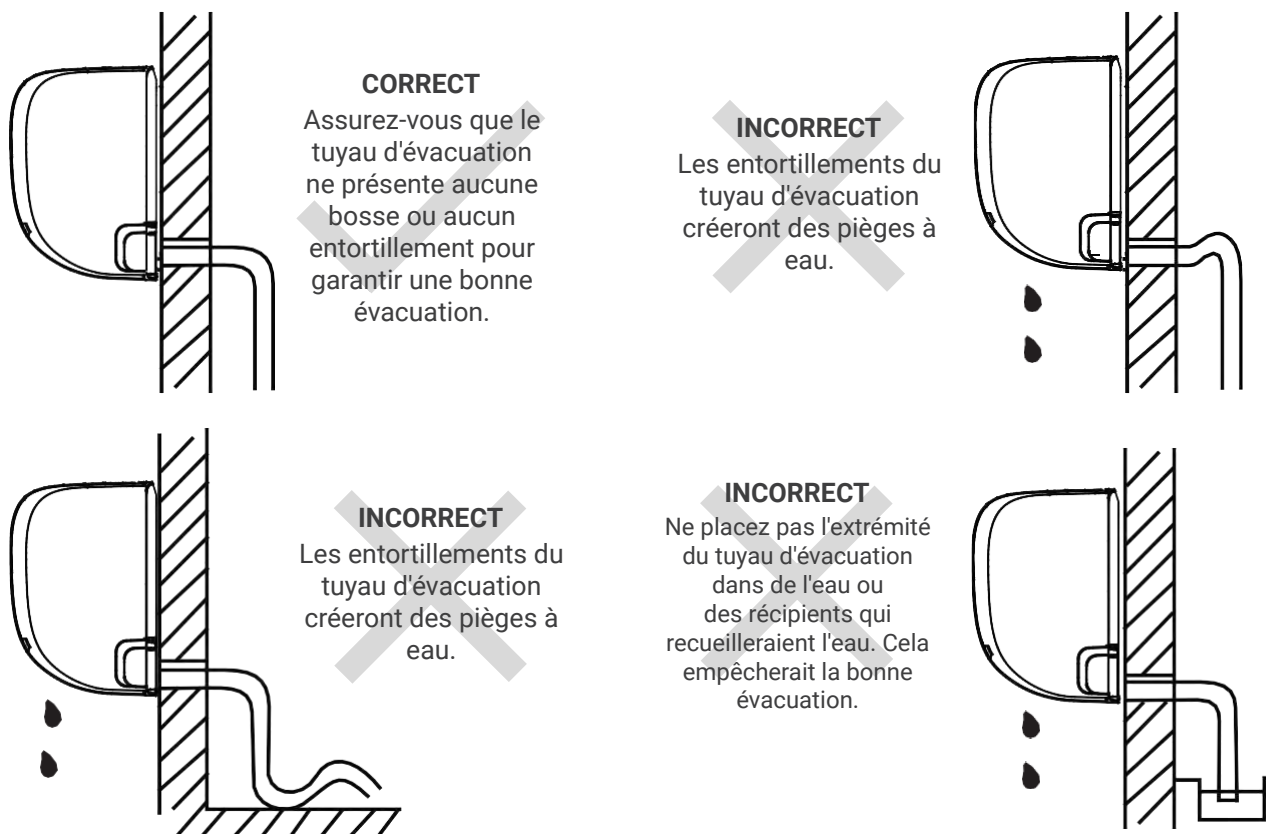 CORRECT
Assurez-vous que le
tuyau d'évacuation
ne présente aucune
bosse ou aucun
entortillement pour
garantir une bonne
évacuation.
INCORRECT
Les entortillements du
tuyau d'évacuation
créeront des pièges à
eau.
INCORRECT
Les entortillements du
tuyau d'évacuation
créeront des pièges à
eau.
INCORRECT
Ne placez pas l'extrémité
du tuyau d'évacuation
dans de l'eau ou
des récipients qui
recueilleraient l'eau. Cela
empécherait la bonne
évacuation.